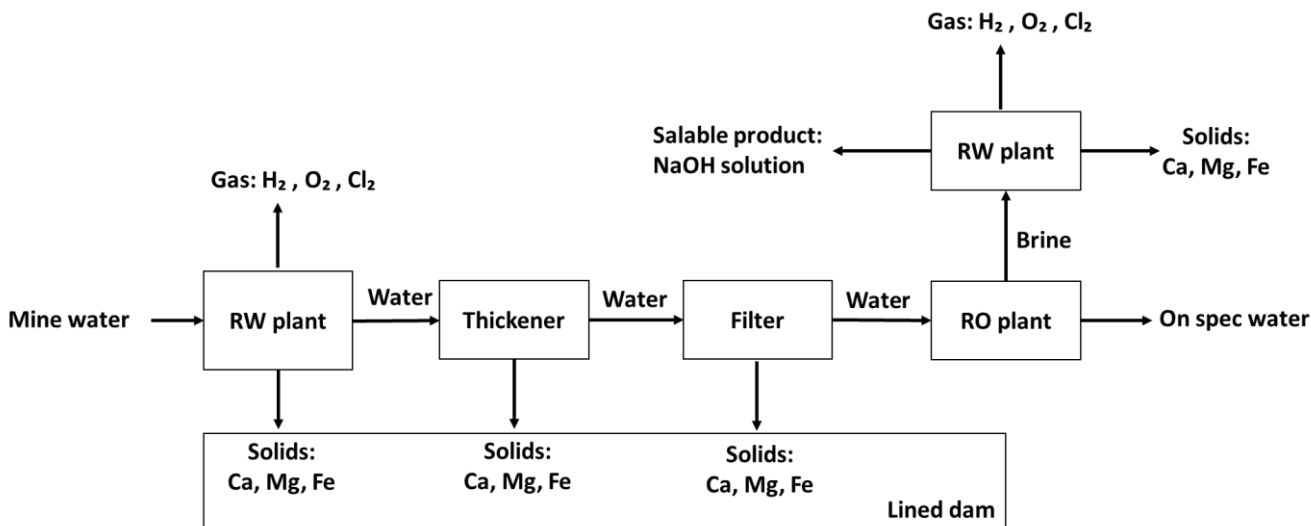 Gas: H₂ , O₂ , Cl₂
Salable product:
NaOH solution
RW plant
Solids:
Ca, Mg, Fe
Gas: H₂ , O₂ , Cl₂
Brine
Mine water
RW plant
Water
Thickener
Water
Filter
Water
RO plant
On spec water
Solids:
Ca, Mg, Fe
Solids:
Ca, Mg, Fe
Solids:
Ca, Mg, Fe
Lined dam